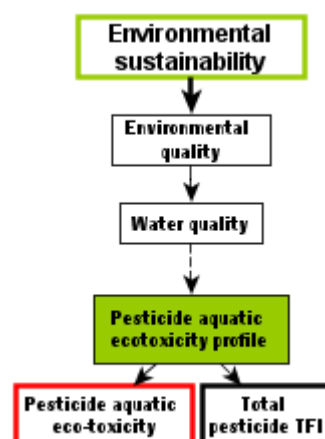 Environmental
sustainability
Environmental
quality
Water quality
Pesticide aquatic
ecotoxicity profile
Pesticide aquatic
eco-toxicity
Total
pesticide TFI